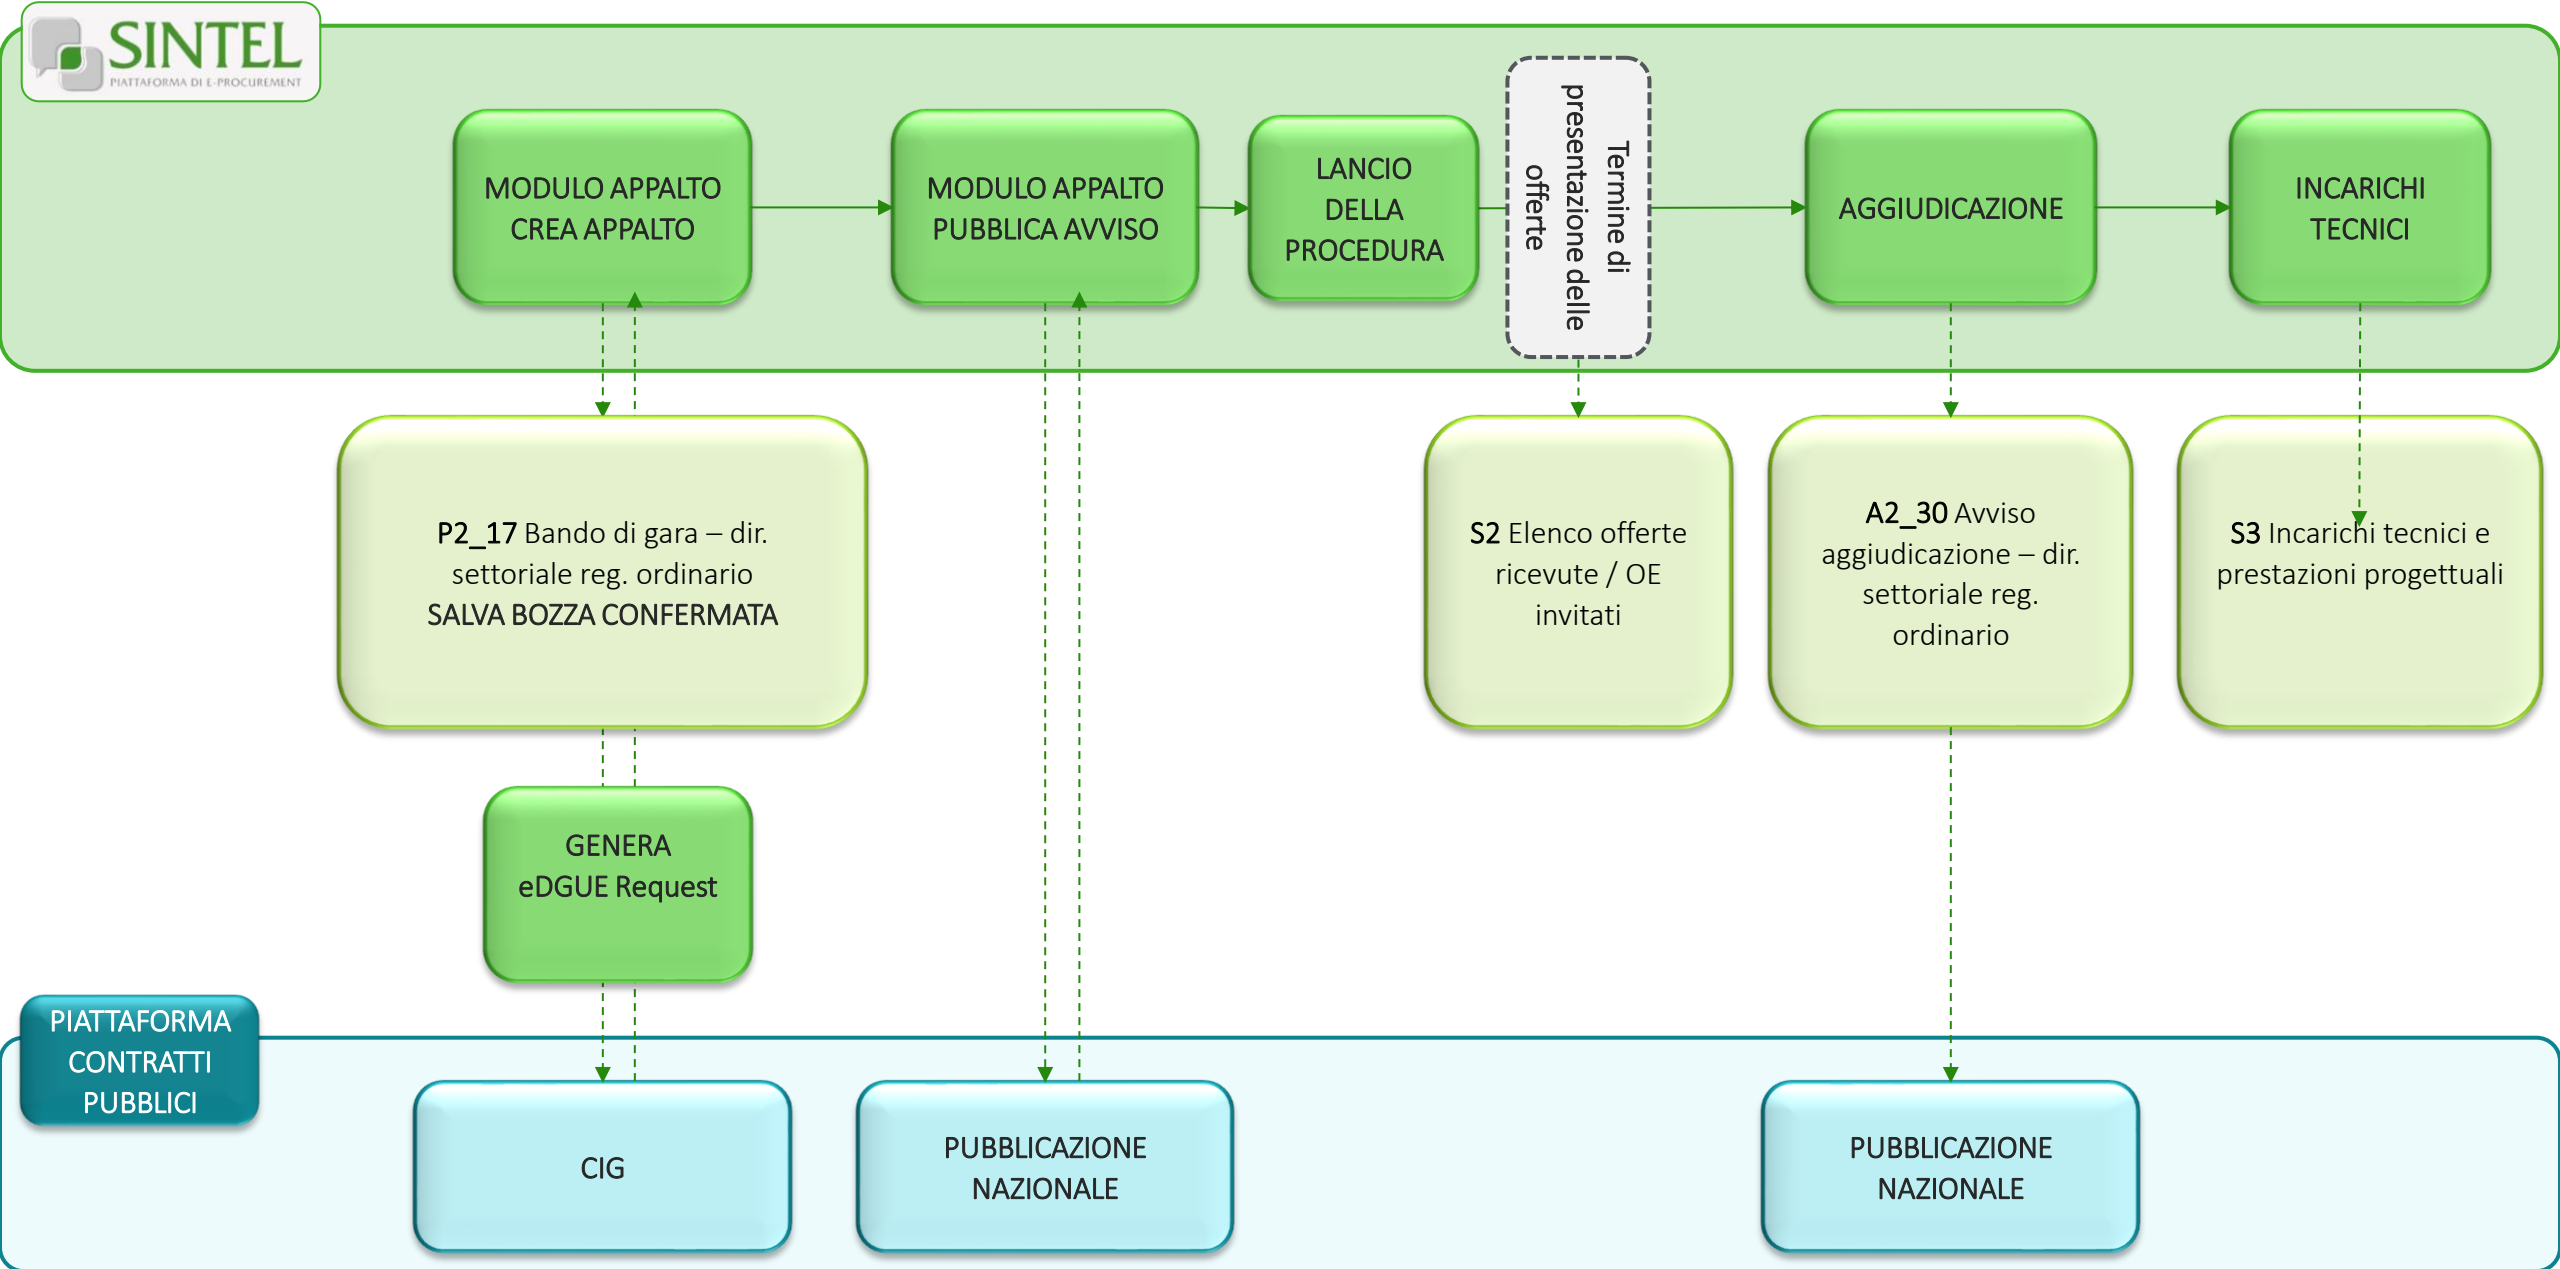 SINTEL
PIATTAFORMA DI E-PROCUREMENT
MODULO APPALTO
CREA APPALTO
MODULO APPALTO
PUBBLICA AVVISO
LANCIO
DELLA
PROCEDURA
Termine di
presentazione delle
offerte
AGGIUDICAZIONE
INCARICHI
TECNICI
P2_17 Bando di gara – dir.
settoriale reg. ordinario
SALVA BOZZA CONFERMATA
S2 Elenco offerte
ricevute / OE
invitati
A2_30 Avviso
aggiudicazione – dir.
settoriale reg.
ordinario
S3 Incarichi tecnici e
prestazioni progettuali
GENERA
eDGUE Request
PIATTAFORMA
CONTRATTI
PUBBLICI
CIG
PUBBLICAZIONE
NAZIONALE
PUBBLICAZIONE
NAZIONALE